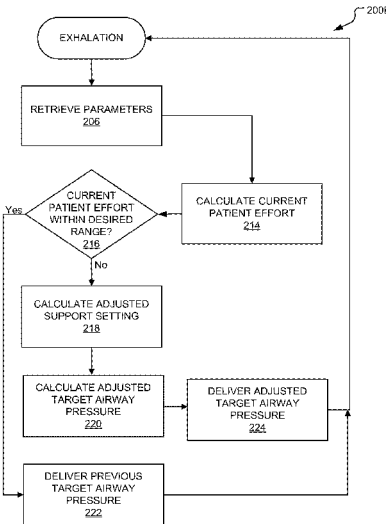 200B
EXHALATION
RETRIEVE PARAMETERS
206
CURRENT
PATIENT EFFORT
WITHIN DESIRED
RANGE?
216
Yes
No
CALCULATE CURRENT
PATIENT EFFORT
214
CALCULATE ADJUSTED
SUPPORT SETTING
218
CALCULATE ADJUSTED
TARGET AIRWAY
PRESSURE
220
DELIVER ADJUSTED
TARGET AIRWAY
PRESSURE
224
DELIVER PREVIOUS
TARGET AIRWAY
PRESSURE
222